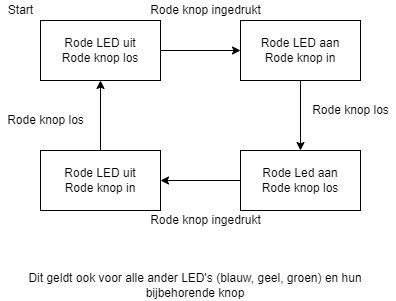 Start
Rode knop ingedrukt
Rode LED uit
Rode knop los
Rode LED aan
Rode knop in
Rode knop los
Rode knop los
Rode LED uit
Rode knop in
Rode Led aan
Rode knop los
Rode knop ingedrukt
Dit geldt ook voor alle ander LED's (blauw, geel, groen) en hun
bijbehorende knop